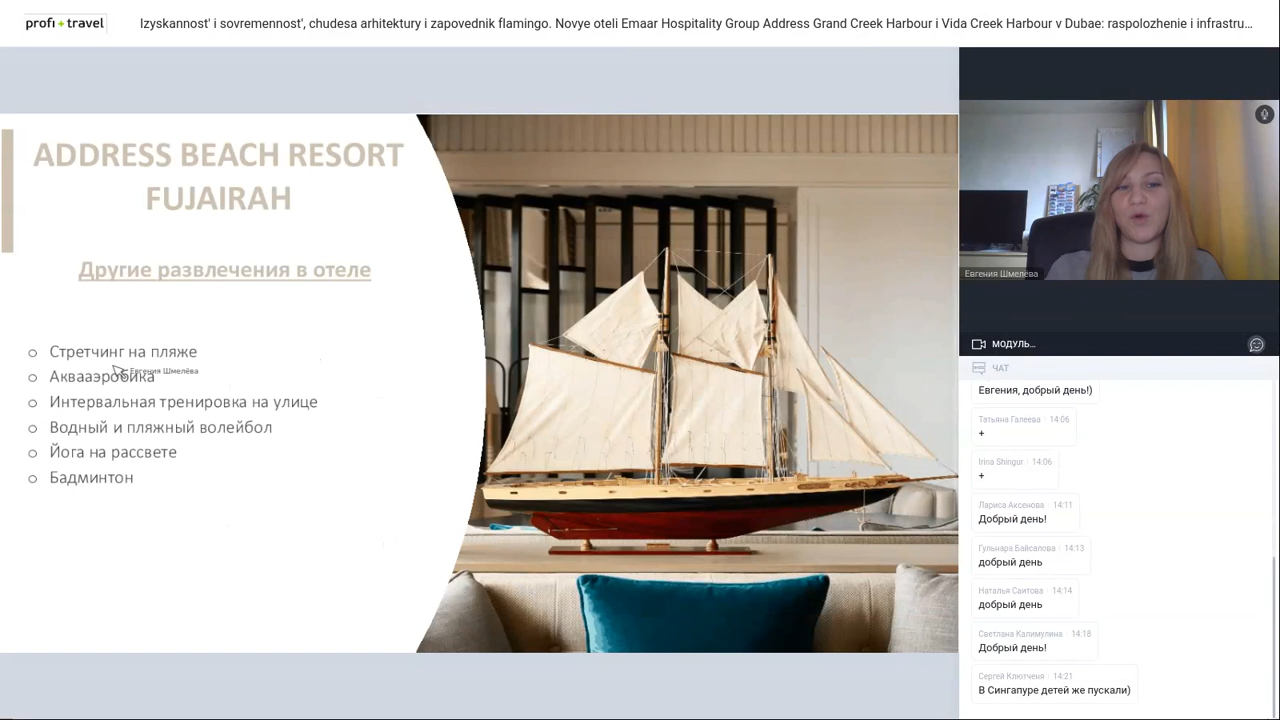 profi+travel
Izyskannost' i sovremennost', chudesa arhitektury i zapovednik flamingo. Novye oteli Emaar Hospitality Group Address Grand Creek Harbour i Vida Creek Harbour v Dubae: raspolozhenie i infrastru...
ADDRESS BEACH RESORT
FUJAIRAH
Другие развлечения в отеле
o Стретчинг на пляже
Евгения Шмелёва
o Аквааэробика
o Интервальная тренировка на улице
o Водный и пляжный волейбол
o Йога на рассвете
o Бадминтон
Евгения Шмелёва
МОДУЛЬ...
ЧАТ
Евгения, добрый день!)
Татьяна Галеева · 14:06
+
Irina Shingur · 14:06
+
Лариса Аксенова · 14:11
Добрый день!
Гульнара Байсалова · 14:13
добрый день
Наталья Саитова · 14:14
добрый день
Светлана Калимулина · 14:18
Добрый день!
Сергей Клютченя · 14:21
В Сингапуре детей же пускали)